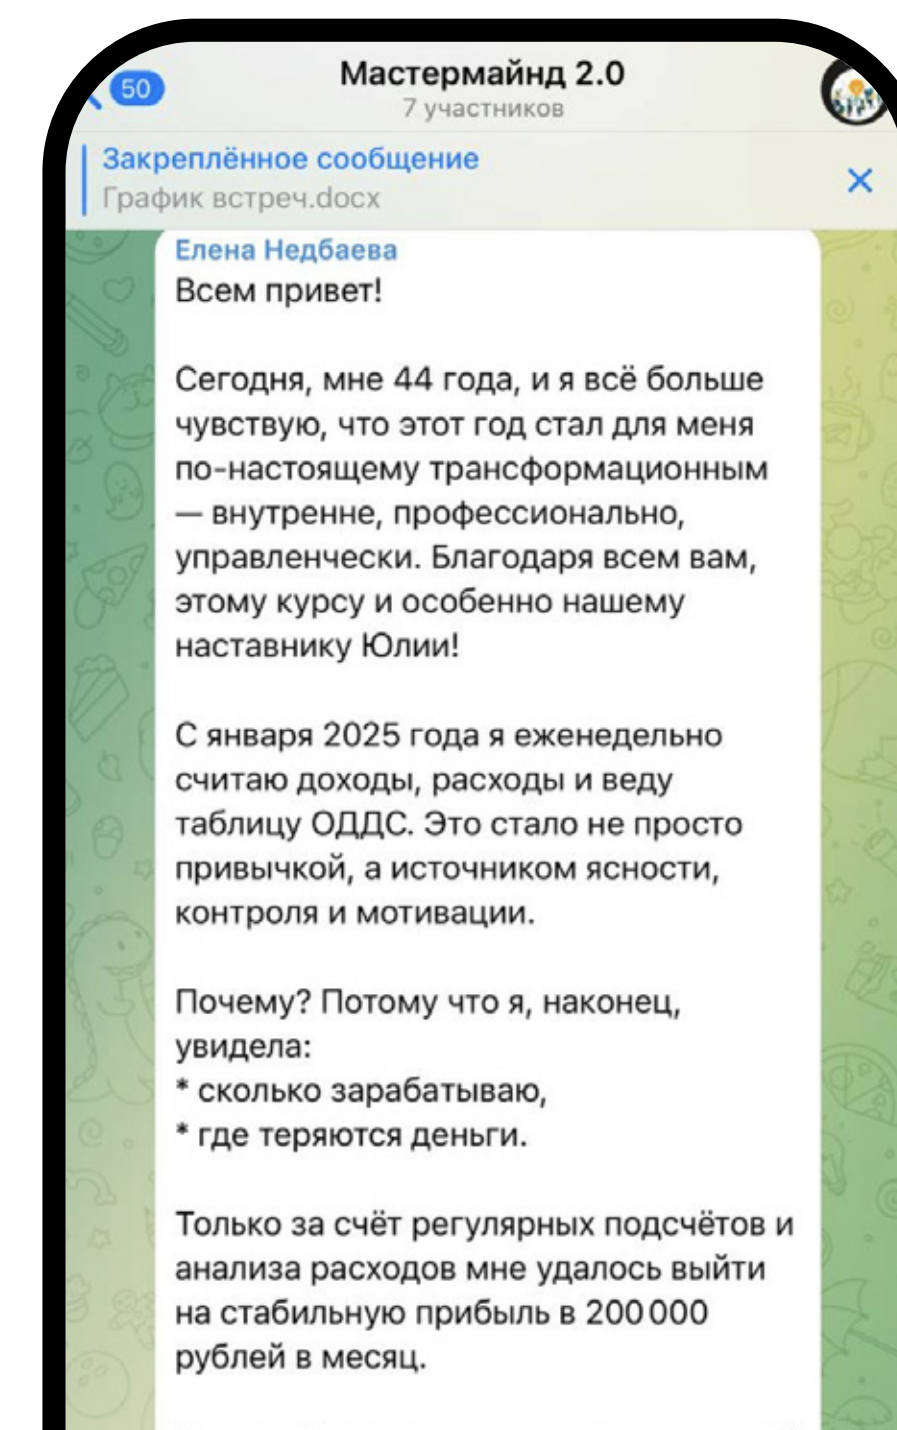 50
Мастермайнд 2.0
7 участников
Закреплённое сообщение
График встреч.docx
Елена Недбаева
Всем привет!
Сегодня, мне 44 года, и я всё больше
чувствую, что этот год стал для меня
по-настоящему трансформационным
— внутренне, профессионально,
управленчески. Благодаря всем вам,
этому курсу и особенно нашему
наставнику Юлии!
С января 2025 года я еженедельно
считаю доходы, расходы и веду
таблицу ОДДС. Это стало не просто
привычкой, а источником ясности,
контроля и мотивации.
Почему? Потому что я, наконец,
увидела:
* сколько зарабатываю,
* где теряются деньги.
Только за счёт регулярных подсчётов и
анализа расходов мне удалось выйти
на стабильную прибыль в 200 000
рублей в месяц.